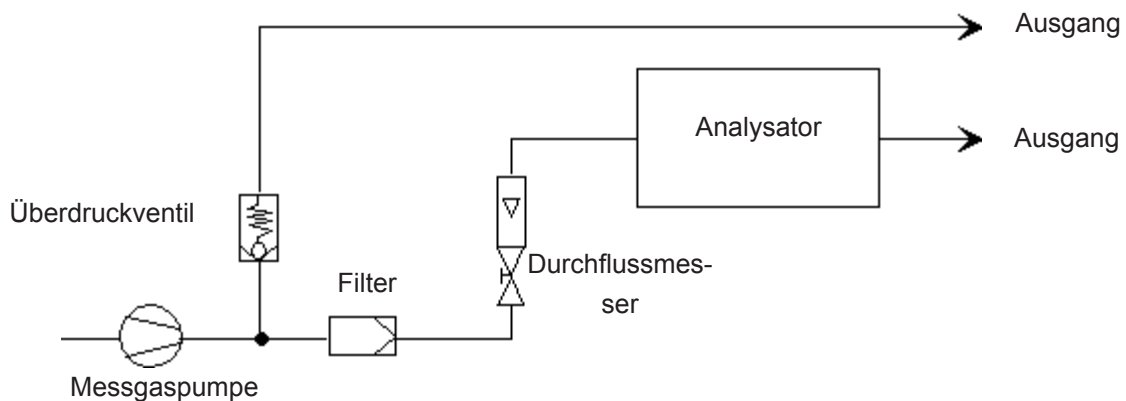 Ausgang
Analysator
Ausgang
Überdruckventil
Durchflussmes-
ser
Filter
Messgaspumpe